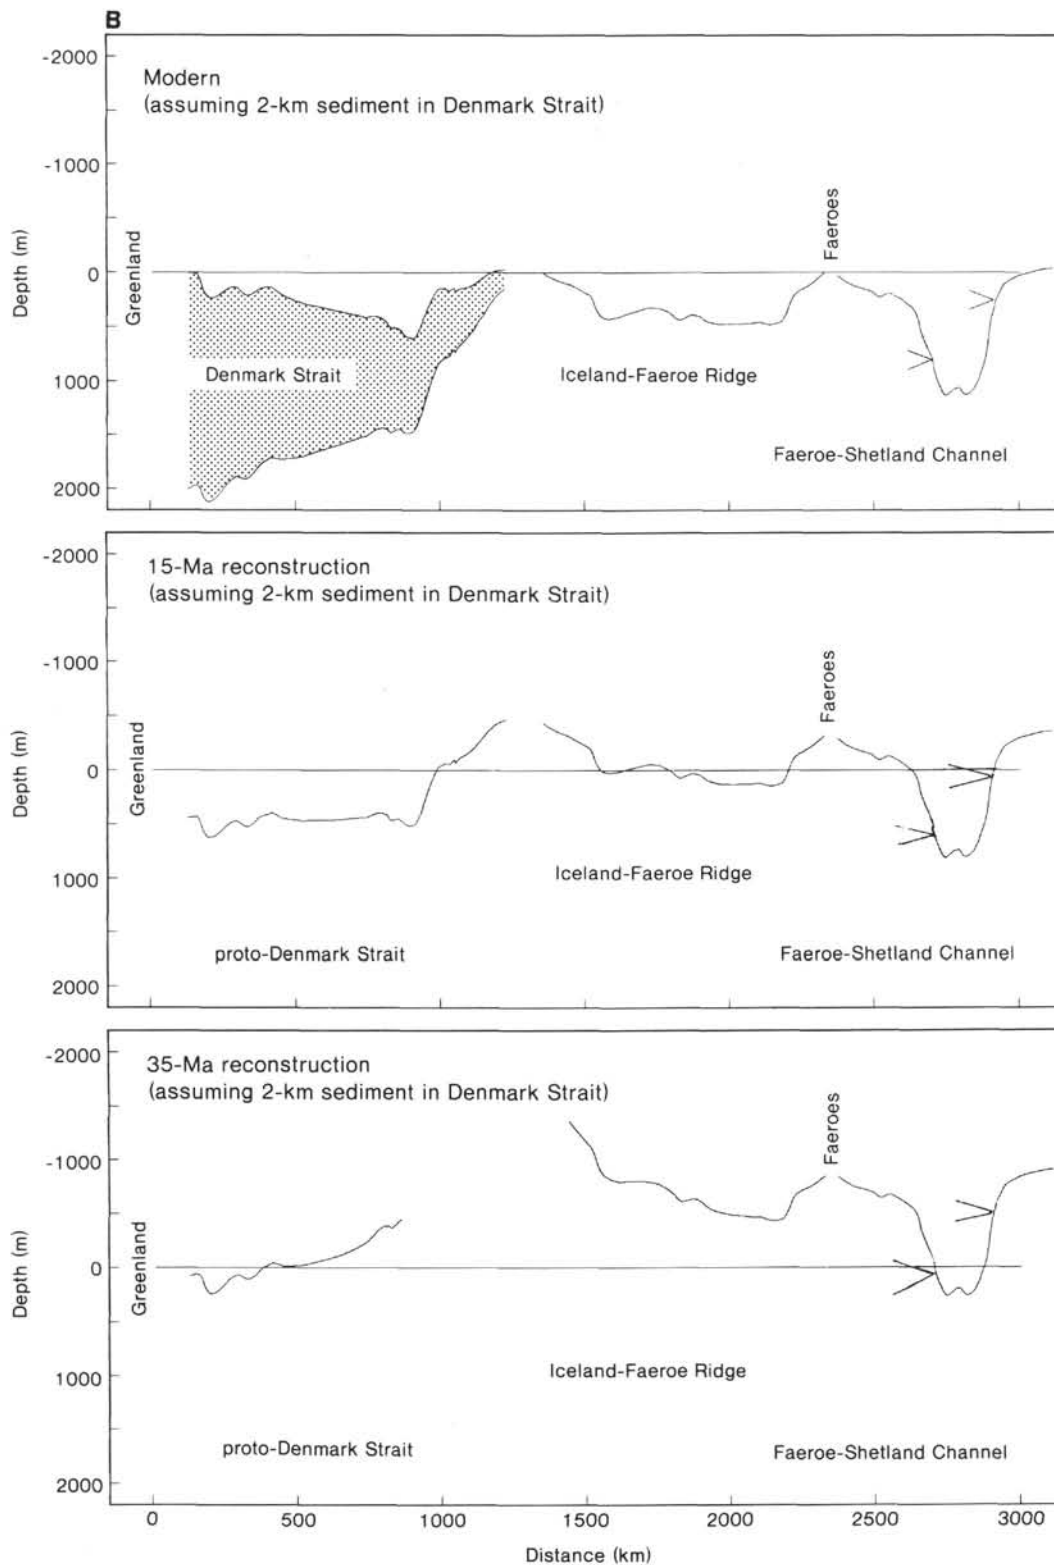 B
-2000
-1000
0
1000
2000
Depth (m)
Modern
(assuming 2-km sediment in Denmark Strait)
Greenland
Denmark Strait
Iceland-Faeroe Ridge
Faeroes
Faeroe-Shetland Channel
-2000
-1000
0
1000
2000
Depth (m)
15-Ma reconstruction
(assuming 2-km sediment in Denmark Strait)
Greenland
Faeroes
Iceland-Faeroe Ridge
proto-Denmark Strait
Faeroe-Shetland Channel
-2000
-1000
0
1000
2000
Depth (m)
35-Ma reconstruction
(assuming 2-km sediment in Denmark Strait)
Greenland
Faeroes
Iceland-Faeroe Ridge
proto-Denmark Strait
Faeroe-Shetland Channel
0 500 1000 1500 2000 2500 3000
Distance (km)